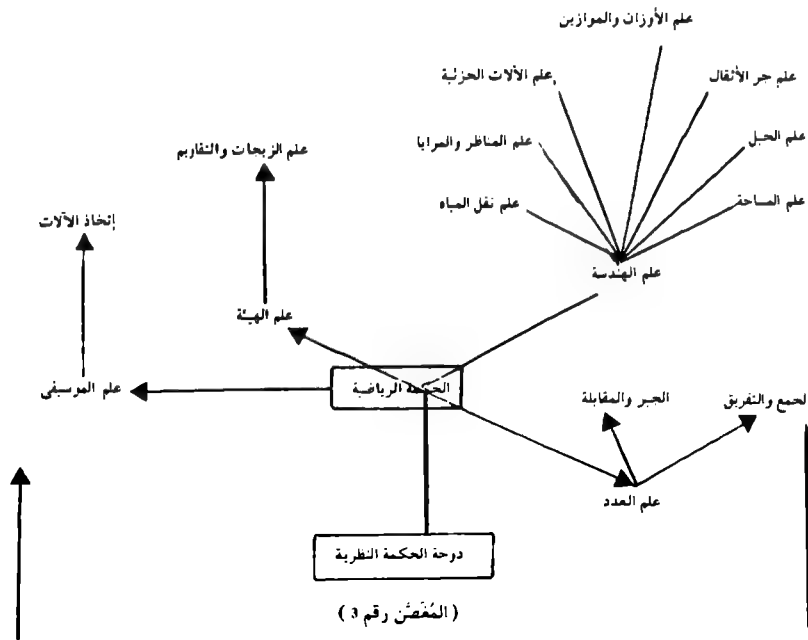 علم الأوزان والموازين
علم جر الأثقال
علم الآلات الحزئية
علم الحيل
علم المناظر والمرايا
علم الزيجات والتقاويم
علم المساحة
علم نقل المياه
إتخاذ الآلات
علم الهندسة
علم الهيئة
الحكمة الرياضية
علم الموسيقى
الجبر والمقابلة
لجمع والتفريق
علم العدد
دوحة الحكمة النظرية
(المُغَصَّن رقم 3)